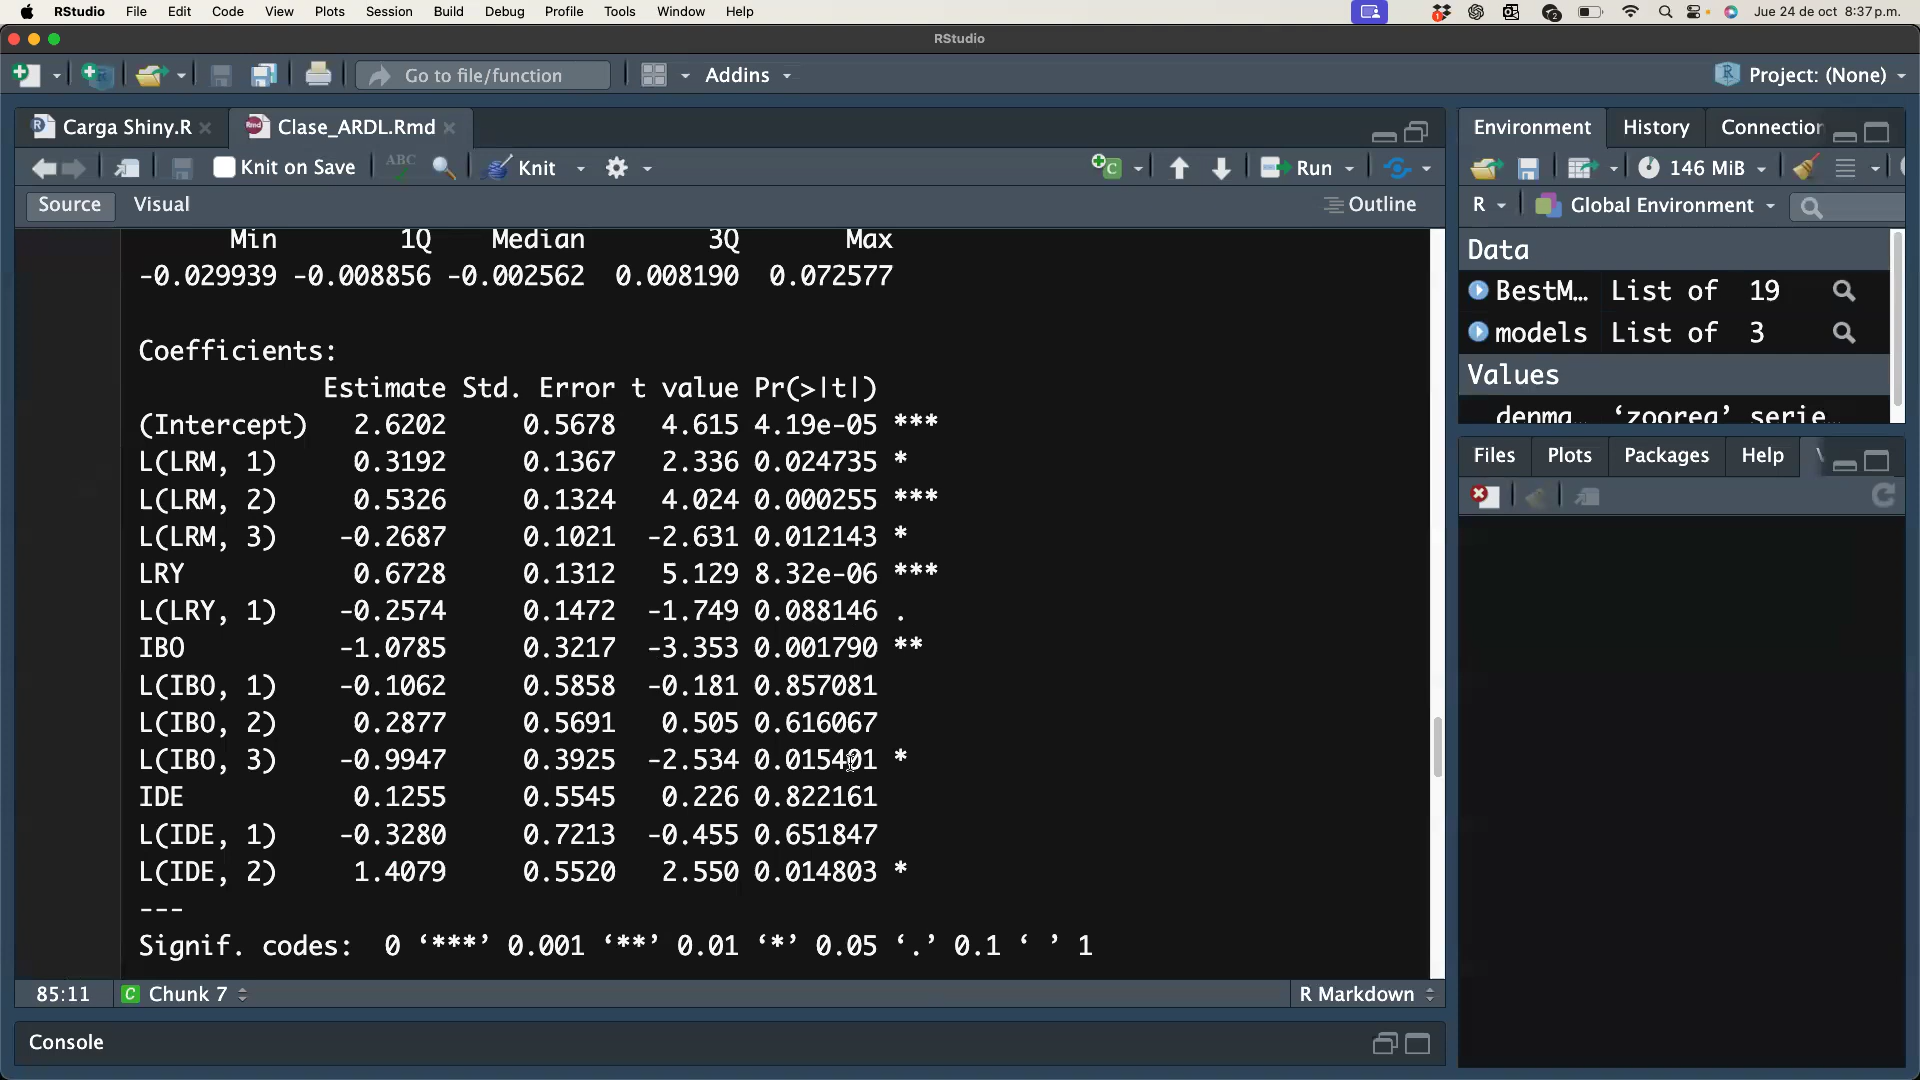 RStudio File Edit Code View Plots Session Build Debug Profile Tools Window Help 1 2 Jue 24 de oct 8:37 p.m.
RStudio
Go to file/function Addins Project: (None)
Carga Shiny.R Clase_ARDL.Rmd
Knit on Save ABC Knit Run
Source Visual Outline
Min 1Q Median 3Q Max
-0.029939 -0.008856 -0.002562 0.008190 0.072577
Coefficients:
Estimate Std. Error t value Pr(>|t|)
(Intercept) 2.6202 0.5678 4.615 4.19e-05 ***
L(LRM, 1) 0.3192 0.1367 2.336 0.024735 *
L(LRM, 2) 0.5326 0.1324 4.024 0.000255 ***
L(LRM, 3) -0.2687 0.1021 -2.631 0.012143 *
LRY 0.6728 0.1312 5.129 8.32e-06 ***
L(LRY, 1) -0.2574 0.1472 -1.749 0.088146 .
IBO -1.0785 0.3217 -3.353 0.001790 **
L(IBO, 1) -0.1062 0.5858 -0.181 0.857081
L(IBO, 2) 0.2877 0.5691 0.505 0.616067
L(IBO, 3) -0.9947 0.3925 -2.534 0.015401 *
IDE 0.1255 0.5545 0.226 0.822161
L(IDE, 1) -0.3280 0.7213 -0.455 0.651847
L(IDE, 2) 1.4079 0.5520 2.550 0.014803 *
---
Signif. codes: 0 ‘***’ 0.001 ‘**’ 0.01 ‘*’ 0.05 ‘.’ 0.1 ‘ ’ 1
85:11 C Chunk 7 R Markdown
Console
Environment History Connection
146 MiB
R Global Environment
Data
BestM… List of 19
models List of 3
Values
denma… ‘zooreg’ serie…
Files Plots Packages Help